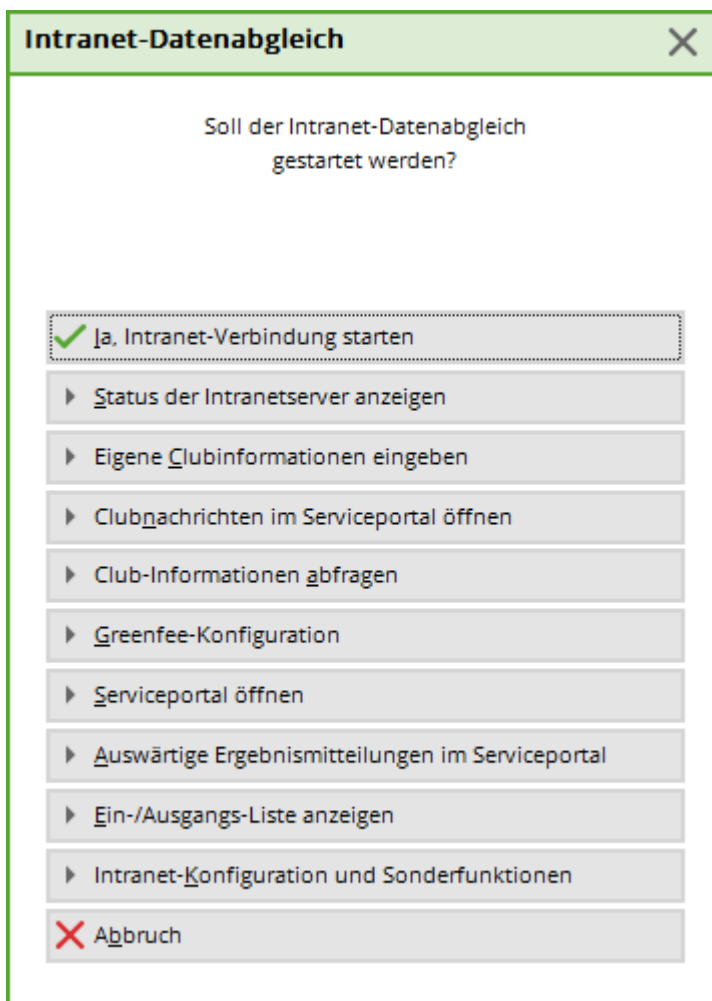 Intranet-Datenabgleich
Soll der Intranet-Datenabgleich
gestartet werden?
Ja, Intranet-Verbindung starten
Status der Intranetserver anzeigen
Eigene Clubinformationen eingeben
Clubnachrichten im Serviceportal öffnen
Club-Informationen abfragen
Greenfee-Konfiguration
Serviceportal öffnen
Auswärtige Ergebnismitteilungen im Serviceportal
Ein-/Ausgangs-Liste anzeigen
Intranet-Konfiguration und Sonderfunktionen
Abbruch